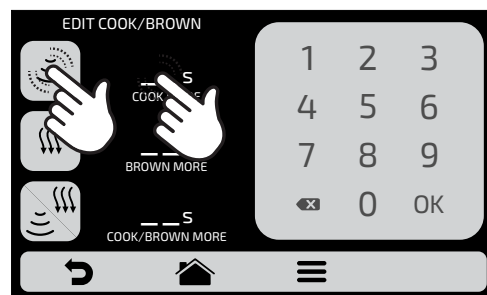 EDIT COOK/BROWN
1 2 3
_ _ S
COOK
4 5 6
7 8 9
BROWN MORE
0 OK
_ _ S
COOK/BROWN MORE